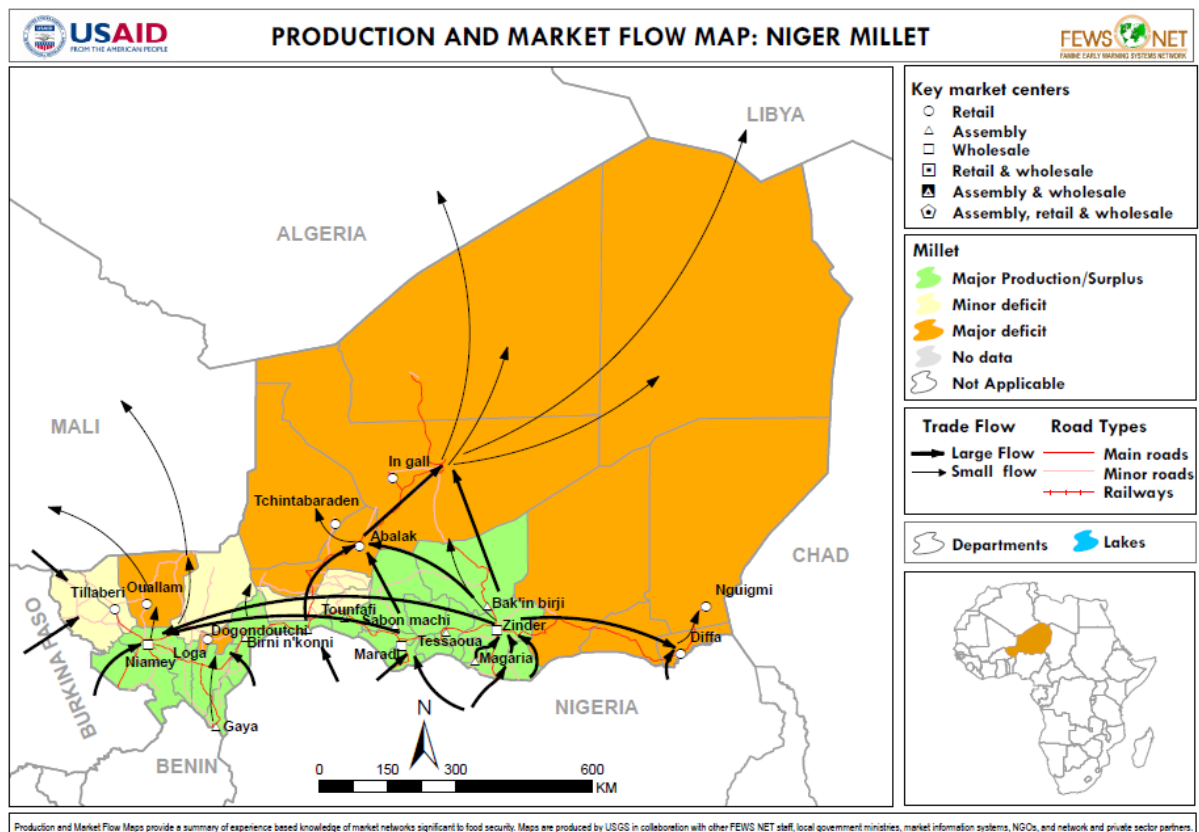 USAID
FROM THE AMERICAN PEOPLE
PRODUCTION AND MARKET FLOW MAP: NIGER MILLET
FEWS NET
FAMINE EARLY WARNING SYSTEMS NETWORK
LIBYA
ALGERIA
MALI
In gall
Tchintabaraden
Abalak
CHAD
Tillaberi
Ouallam
Nguigmi
Bak'in birji
Tounfafi
Sabon machi
Zinder
Dogondoutchi
Birni n'konni
Tessaoua
Diffa
Loga
Niamey
Maradi
Magaria
BURKINA FASO
NIGERIA
Gaya
BENIN
N
0 150 300 600
KM
Key market centers
Retail
Assembly
Wholesale
Retail & wholesale
Assembly & wholesale
Assembly, retail & wholesale
Millet
Major Production/Surplus
Minor deficit
Major deficit
No data
Not Applicable
Trade Flow Road Types
Large Flow Main roads
Small flow Minor roads
Railways
Departments Lakes
Production and Market Flow Maps provide a summary of experience based knowledge of market networks significant to food security. Maps are produced by USGS in collaboration with other FEWS NET staff, local government ministries, market information systems, NGOs, and network and private sector partners.